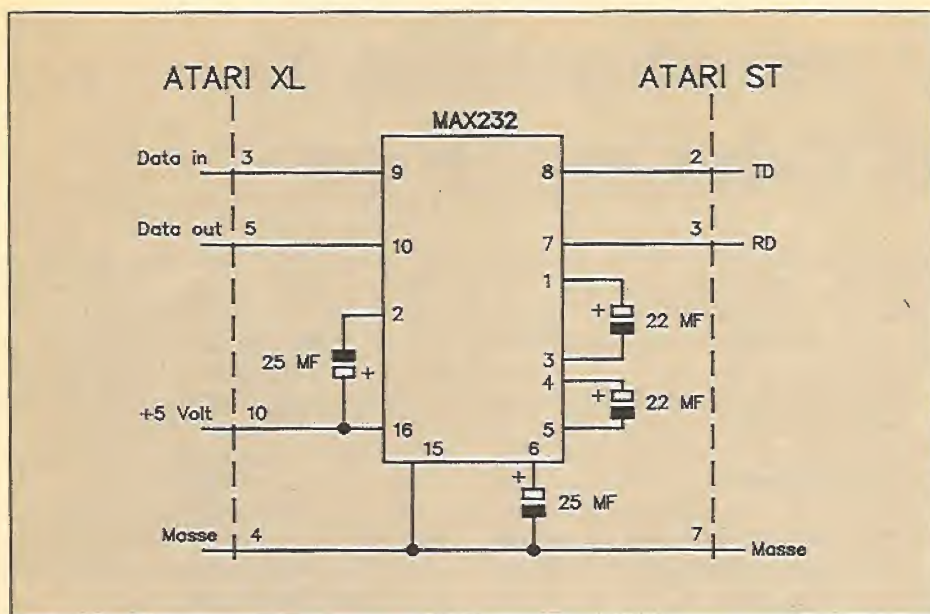 ATARI XL
ATARI ST
MAX232
Data in 3
9
8
2
TD
Data out 5
10
7
3
RD
1
2
+
22 MF
25 MF
+
3
4
+
22 MF
+5 Volt 10
16
5
15
6
+
25 MF
Masse 4
7
Masse